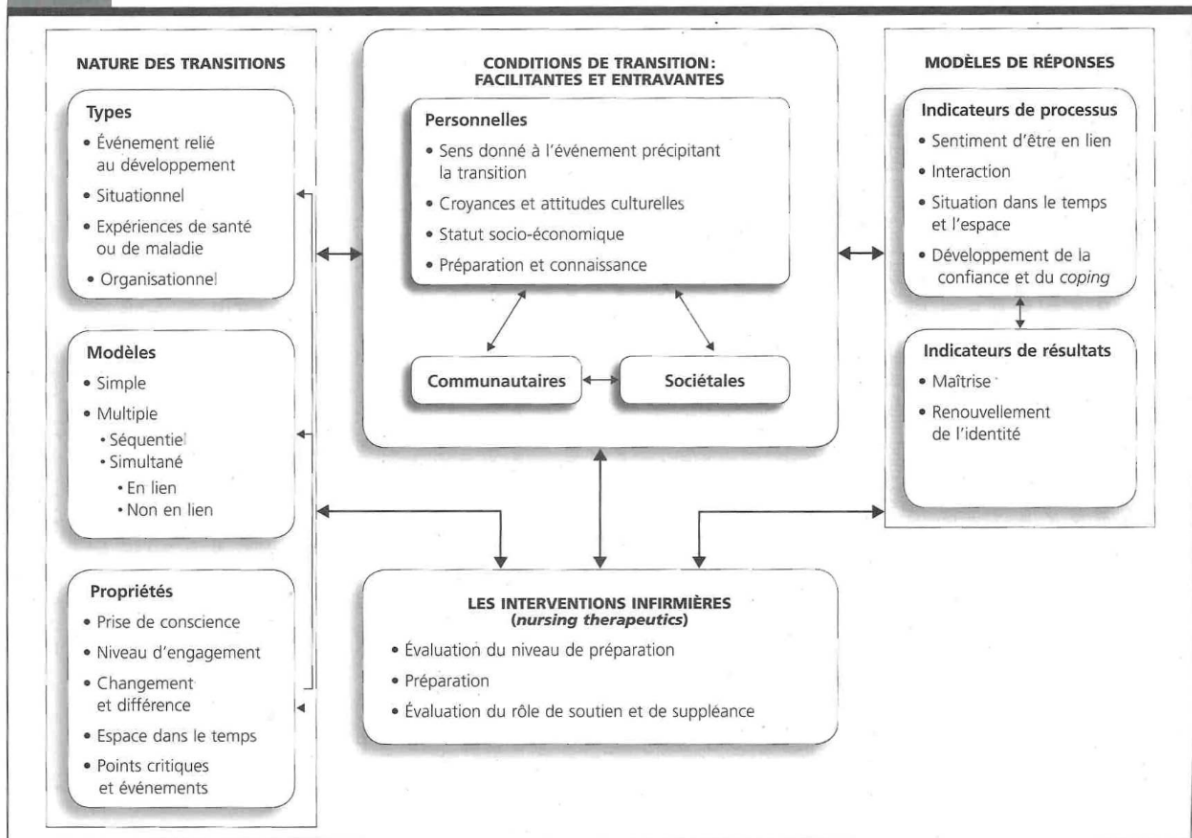 NATURE DES TRANSITIONS
Types
• Événement relié
au développement
• Situationnel
• Expériences de santé
ou de maladie
• Organisationnel
Modèles
• Simple
• Multiple
• Séquentiel
• Simultané
• En lien
• Non en lien
Propriétés
• Prise de conscience
• Niveau d'engagement
• Changement
et différence
• Espace dans le temps
• Points critiques
et événements
CONDITIONS DE TRANSITION:
FACILITANTES ET ENTRAVANTES
Personnelles
• Sens donné à l'événement précipitant
la transition
• Croyances et attitudes culturelles
• Statut socio-économique
• Préparation et connaissance
Communautaires
Sociétales
LES INTERVENTIONS INFIRMIÈRES
(nursing therapeutics)
• Évaluation du niveau de préparation
• Préparation
• Évaluation du rôle de soutien et de suppléance
MODÈLES DE RÉPONSES
Indicateurs de processus
• Sentiment d'être en lien
• Interaction
• Situation dans le temps
et l'espace
• Développement de la
confiance et du coping
Indicateurs de résultats
• Maîtrise
• Renouvellement
de l'identité